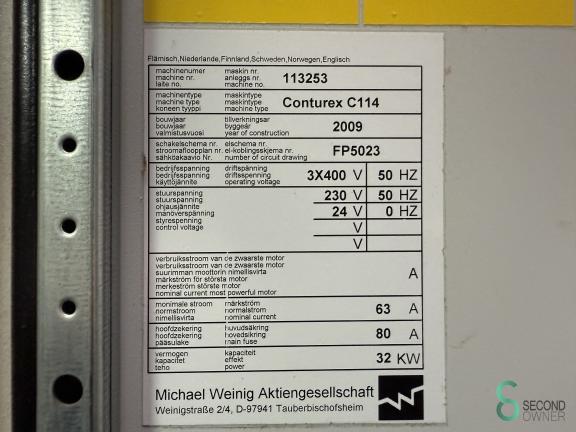 Flämisch,Niederlande,Finnland,Schweden,Norwegen,Englisch
machinenumer maskin nr. 113253
machine nr. anleggs nr.
laite no. machine no.
machinentype maskintype Conturex C114
machine type maskintype
koneen tyyppi machine type
bouwjaar tillverkningsar 2009
bouwjaar byggeår
valmistusvuosi year of construction
schakelschema nr. elschema nr. FP5023
stroomafloopplan nr. el-koblingsskjema nr.
sähkökaavio Nr. number of circuit drawing
bedrijfsspanning driftspänning 3X400 V 50 HZ
bedrijfsspanning driftsspenning
käyttöjännite operating voltage
stuurspanning 230 V 50 HZ
stuurspanning
ohjausjännite 24 V 0 HZ
manöverspänning
styrespenning V
control voltage
V
verbruiksstroom van de zwaarste motor
verbruiksstroom van de zwaarste motor
suurimman moottorin nimellisvirta A
märkström för största motor
merkeström største motor
nominal current most powerful motor
monimale stroom märkström 63 A
normstroom normalstrom
nimellisvirta nominal current
hoofdzekering huvudsäkring 80 A
hoofdzekering hovedsikring
pääsulake main fuse
vermogen kapacitet 32 KW
kapacitet effekt
teho power
Michael Weinig Aktiengesellschaft
Weinigstraße 2/4, D-97941 Tauberbischofsheim
SECOND
OWNER